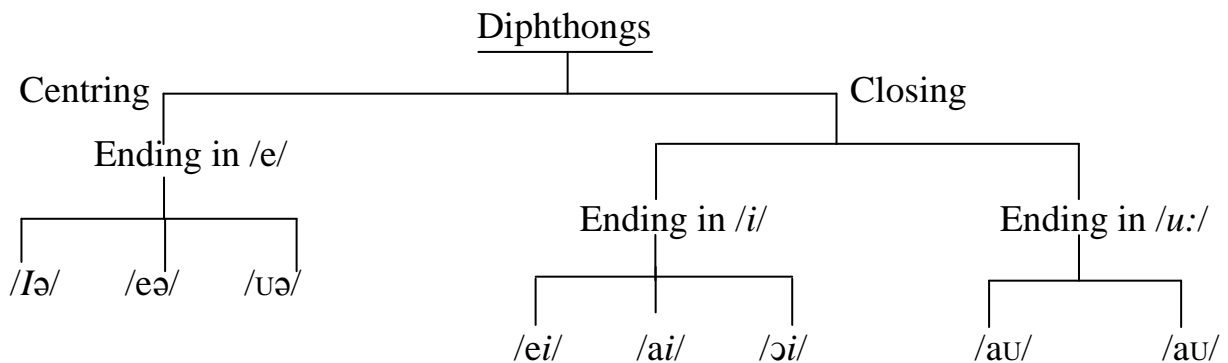 Diphthongs
Centring Closing
Ending in /e/
Ending in /i/ Ending in /u:/
/Iə/ /eə/ /ʊə/
/ei/ /ai/ /ɔi/ /aʊ/ /aʊ/